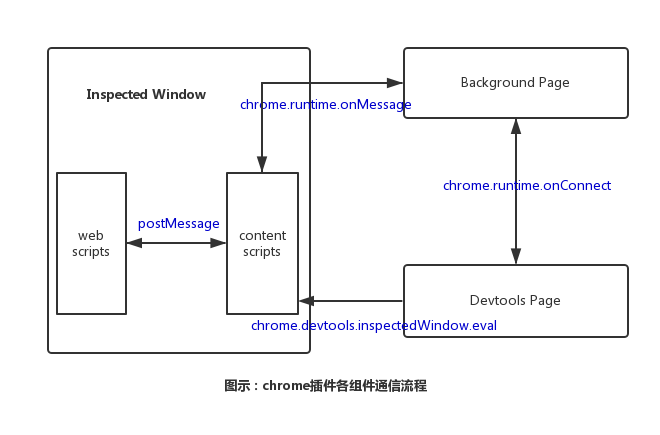 Inspected Window
Background Page
chrome.runtime.onMessage
chrome.runtime.onConnect
postMessage
web
scripts
content
scripts
Devtools Page
chrome.devtools.inspectedWindow.eval
图示：chrome插件各组件通信流程